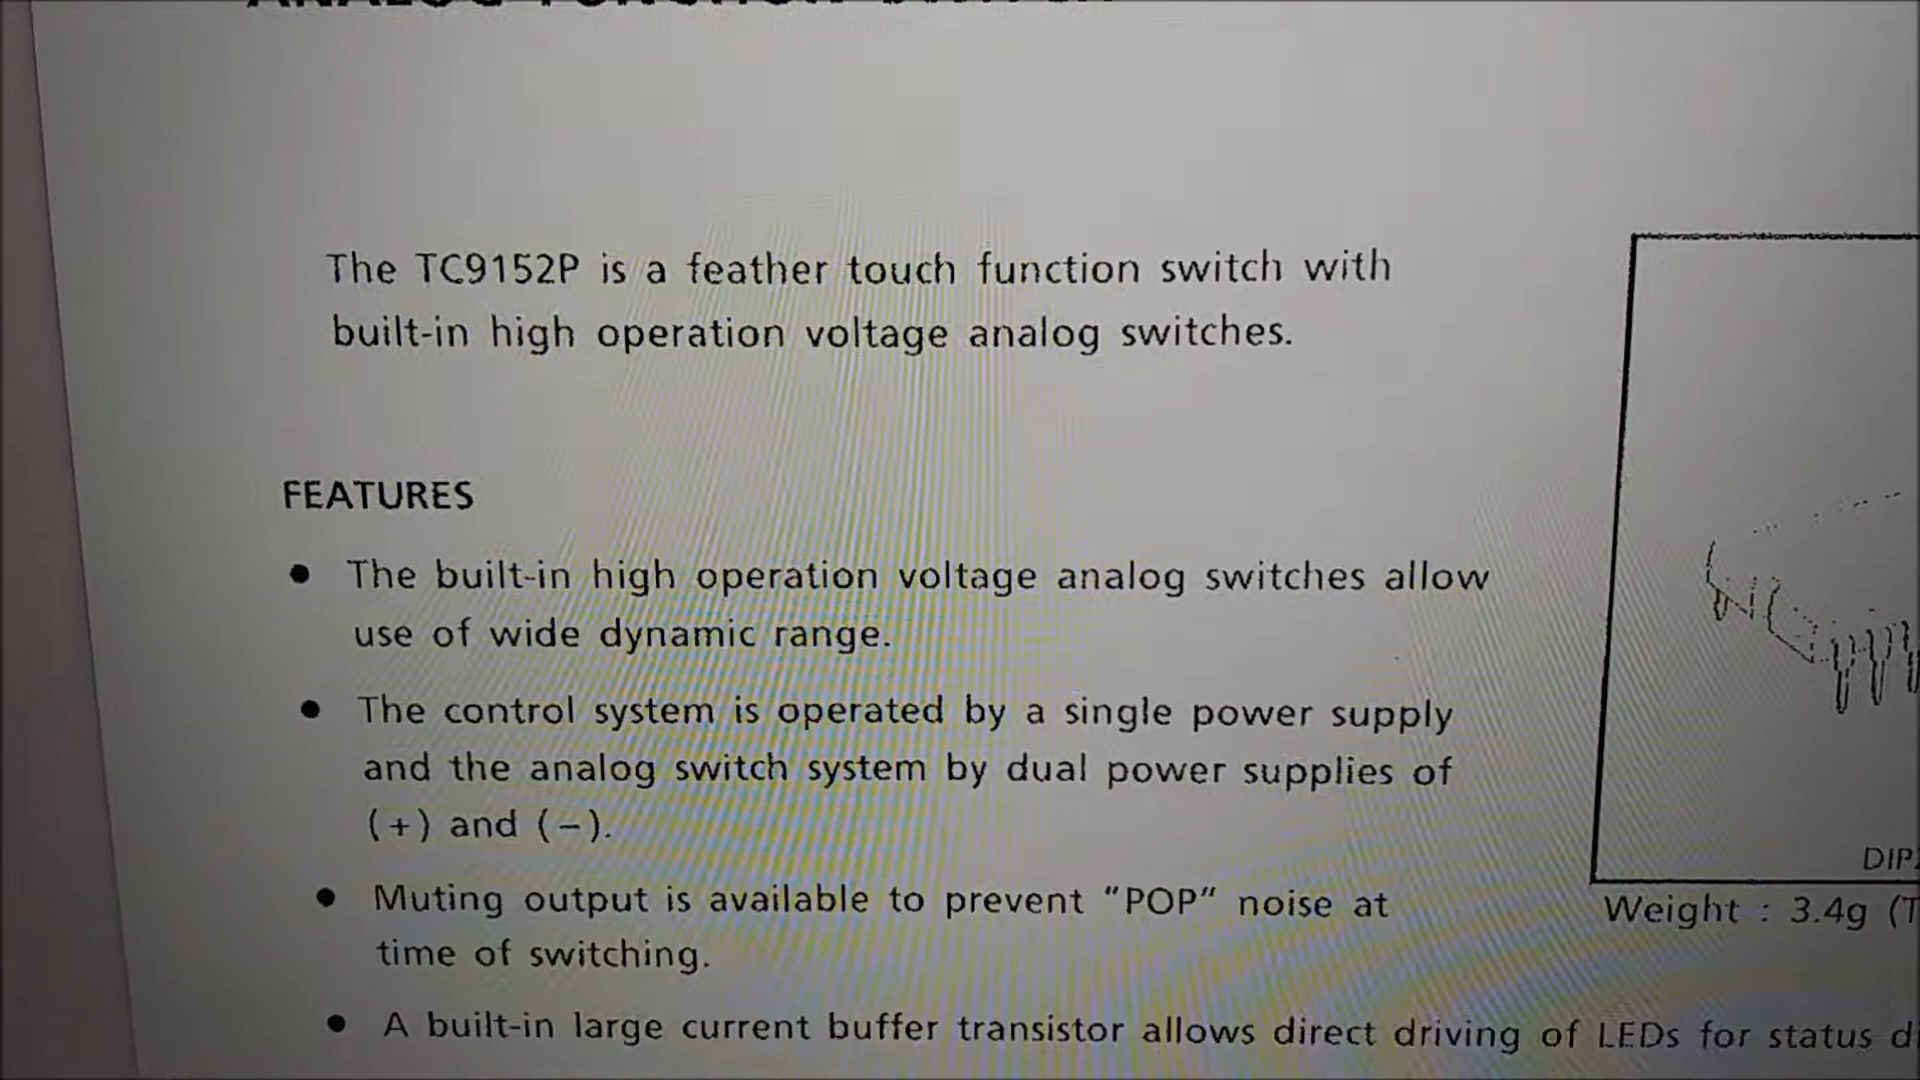 ANALOG FUNCTION SWITCH
The TC9152P is a feather touch function switch with
built-in high operation voltage analog switches.
FEATURES
● The built-in high operation voltage analog switches allow
use of wide dynamic range.
● The control system is operated by a single power supply
and the analog switch system by dual power supplies of
(+) and (−).
● Muting output is available to prevent "POP" noise at
time of switching.
● A built-in large current buffer transistor allows direct driving of LEDs for status
DIP
Weight : 3.4g (T